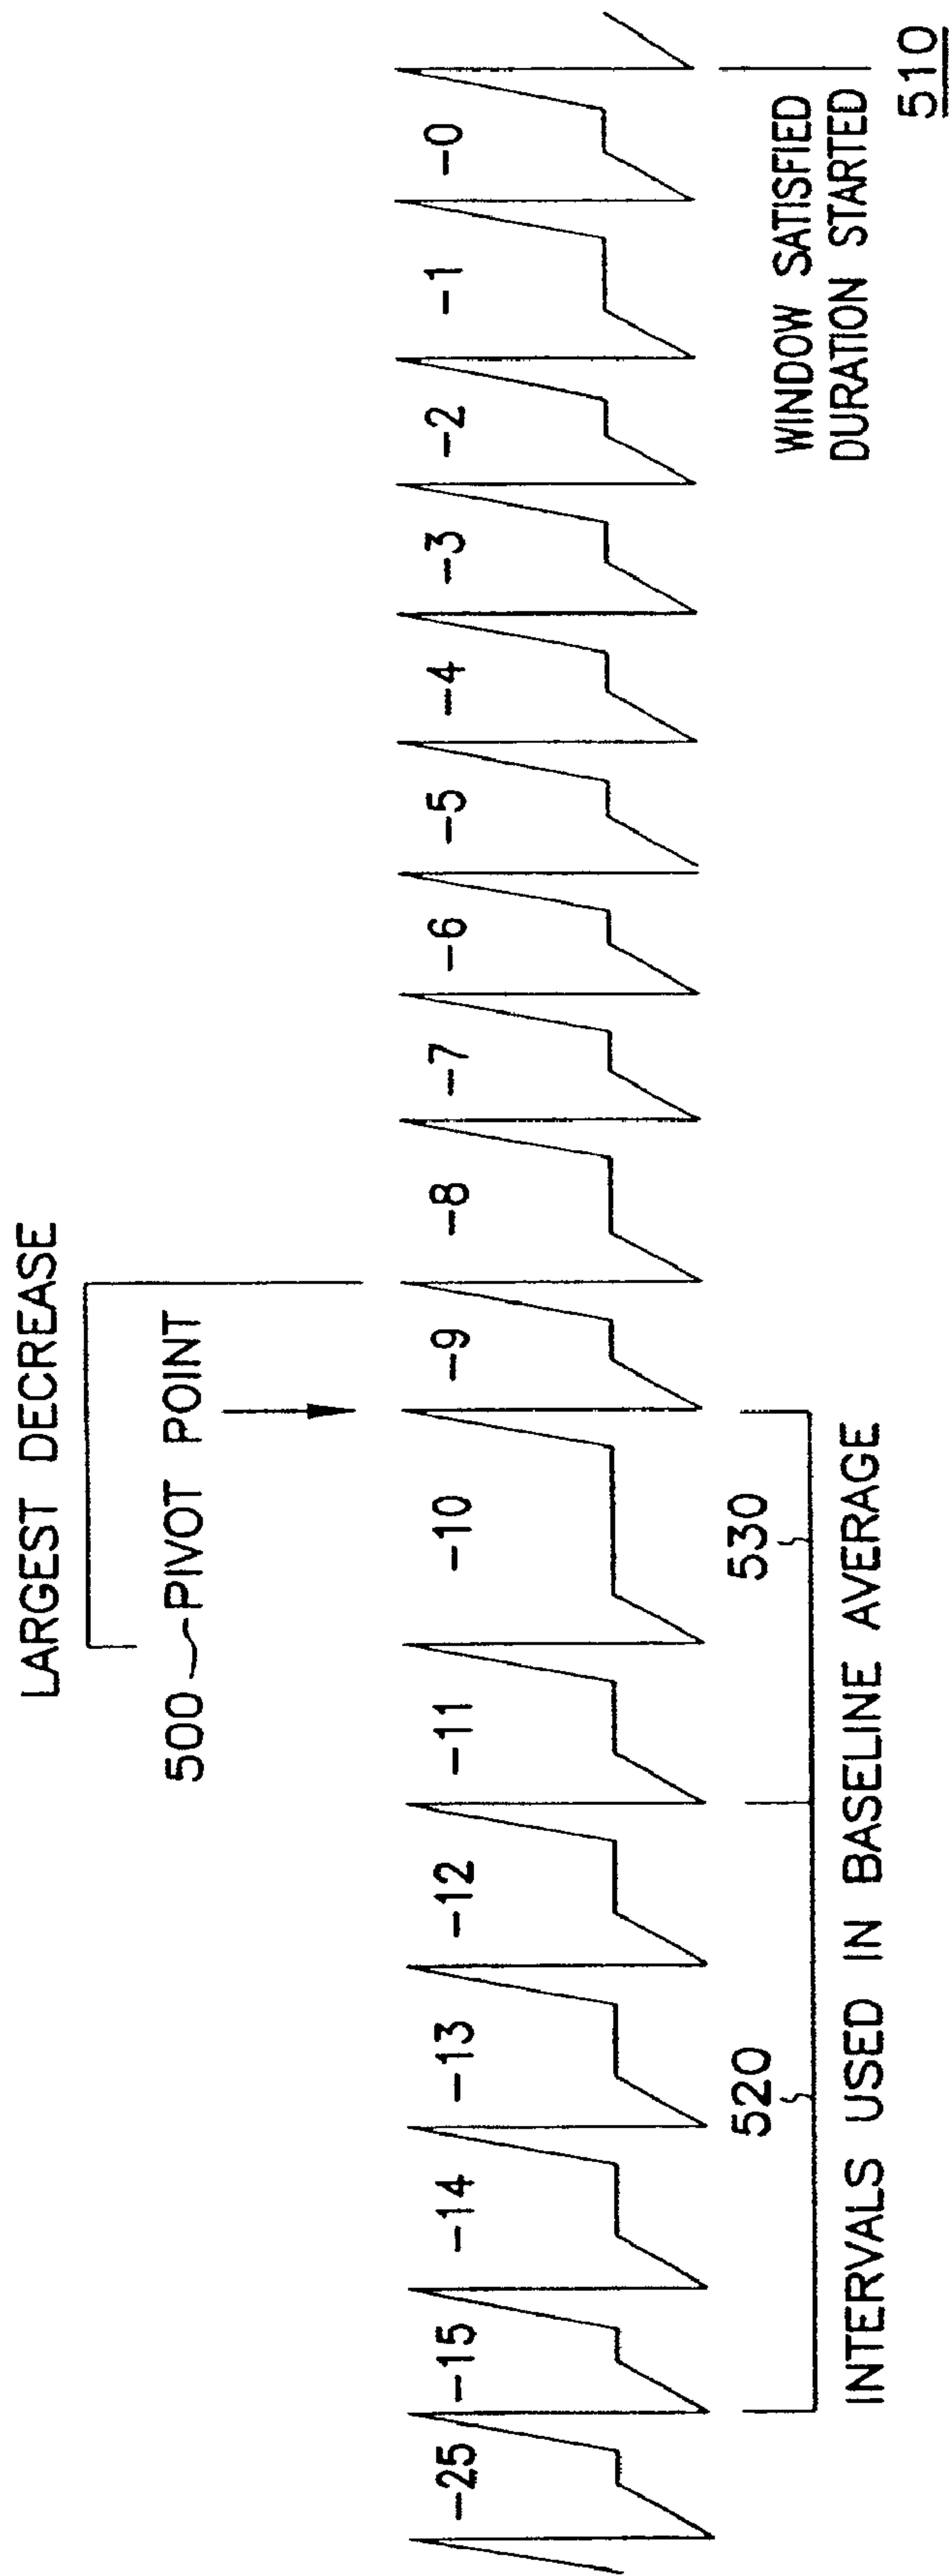 LARGEST DECREASE
500 PIVOT POINT
-25 -15 -14 -13 -12 -11 -10 -9 -8 -7 -6 -5 -4 -3 -2 -1 -0
520 530
INTERVALS USED IN BASELINE AVERAGE
WINDOW SATISFIED
DURATION STARTED
510